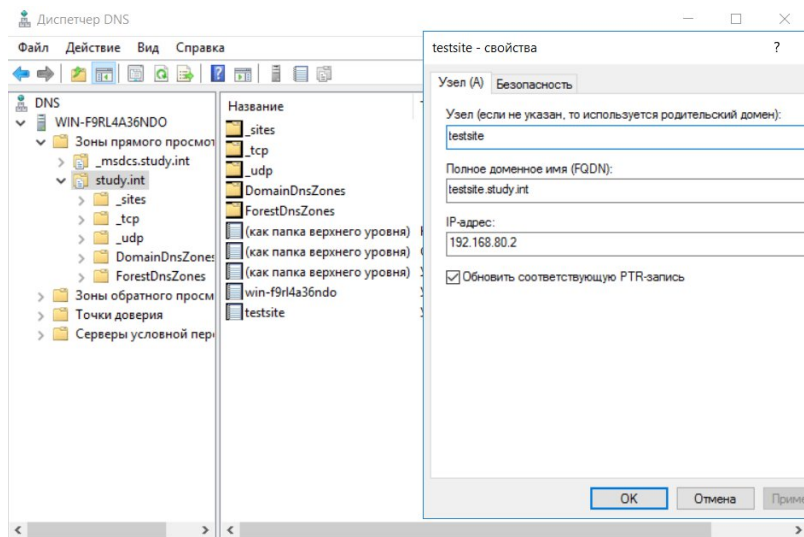 Диспетчер DNS
Файл Действие Вид Справка
DNS
WIN-F9RL4A36NDO
Зоны прямого просмот
_msdcs.study.int
study.int
_sites
_tcp
_udp
DomainDnsZones
ForestDnsZones
Зоны обратного просм
Точки доверия
Серверы условной пер
Название
_sites
_tcp
_udp
DomainDnsZones
ForestDnsZones
(как папка верхнего уровня)
(как папка верхнего уровня)
(как папка верхнего уровня)
win-f9rl4a36ndo
testsite
testsite - свойства
?
Узел (A) Безопасность
Узел (если не указан, то используется родительский домен):
testsite
Полное доменное имя (FQDN):
testsite.study.int
IP-адрес:
192.168.80.2
Обновить соответствующую PTR-запись
OK Отмена Приме